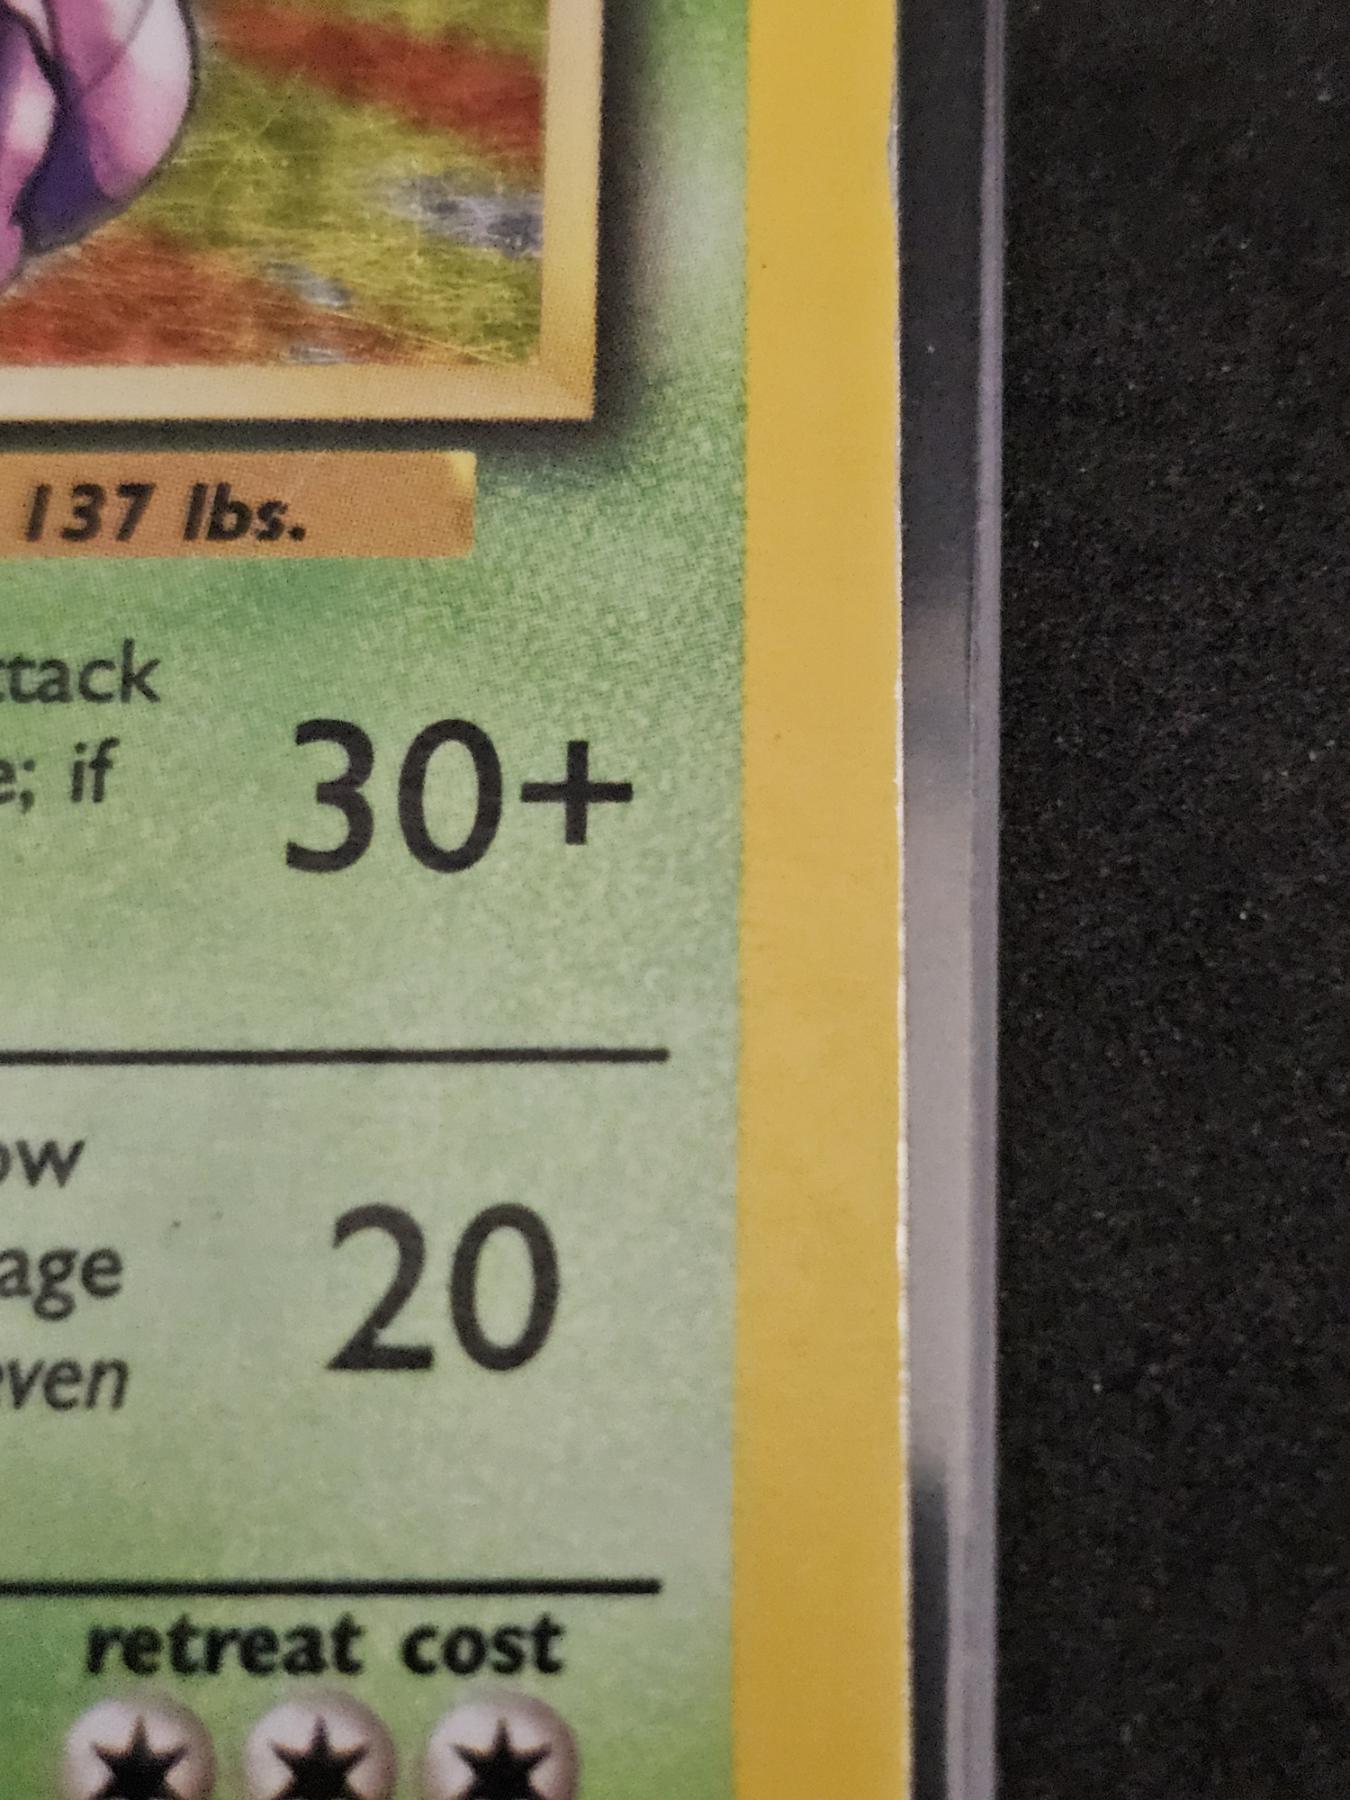 137 lbs.
ttack
e; if
30+
ow
age
20
even
retreat cost